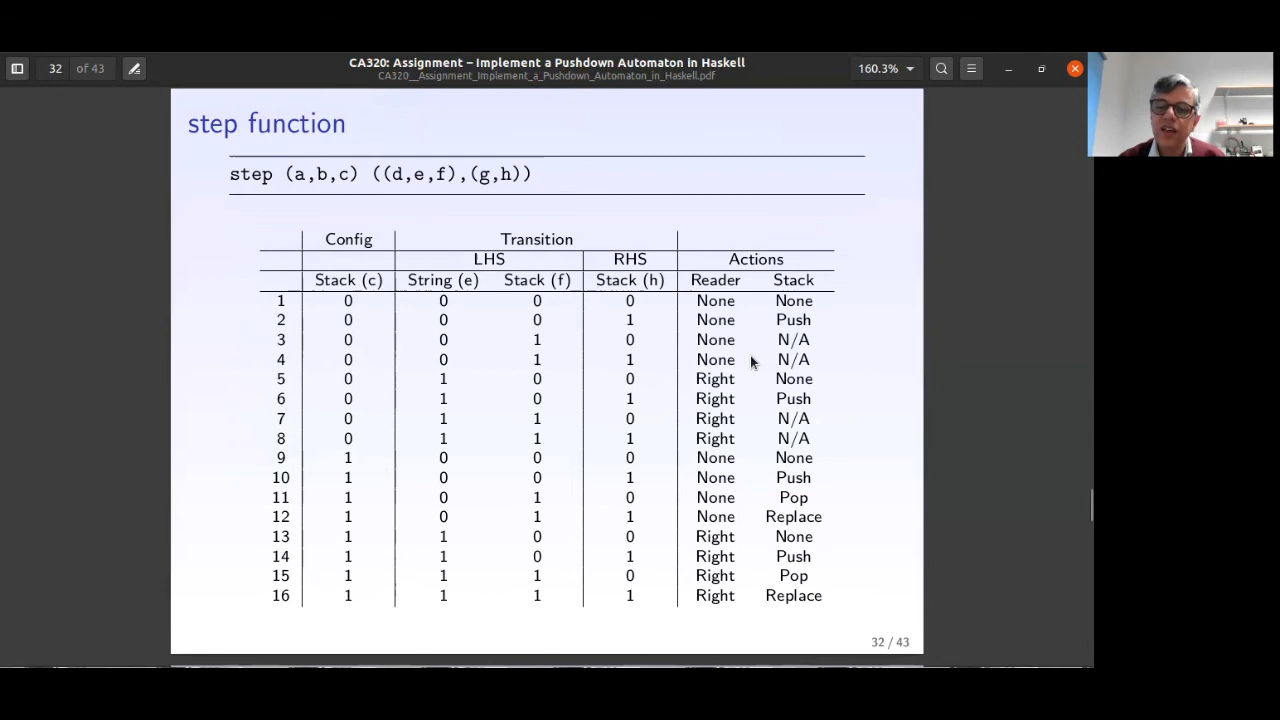 32 of 43
CA320: Assignment – Implement a Pushdown Automaton in Haskell
CA320__Assignment_Implement_a_Pushdown_Automaton_in_Haskell.pdf
160.3%
step function
step (a,b,c) ((d,e,f),(g,h))
Config Transition
LHS RHS Actions
Stack (c) String (e) Stack (f) Stack (h) Reader Stack
1 0 0 0 0 None None
2 0 0 0 1 None Push
3 0 0 1 0 None N/A
4 0 0 1 1 None N/A
5 0 1 0 0 Right None
6 0 1 0 1 Right Push
7 0 1 1 0 Right N/A
8 0 1 1 1 Right N/A
9 1 0 0 0 None None
10 1 0 0 1 None Push
11 1 0 1 0 None Pop
12 1 0 1 1 None Replace
13 1 1 0 0 Right None
14 1 1 0 1 Right Push
15 1 1 1 0 Right Pop
16 1 1 1 1 Right Replace
32 / 43